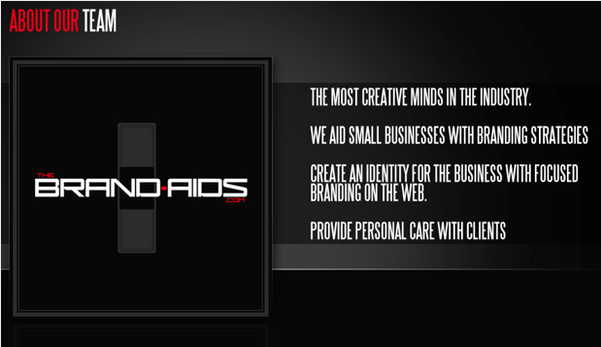 ABOUT OUR TEAM
THE
BRAND-AIDS
.COM
THE MOST CREATIVE MINDS IN THE INDUSTRY.
WE AID SMALL BUSINESSES WITH BRANDING STRATEGIES
CREATE AN IDENTITY FOR THE BUSINESS WITH FOCUSED
BRANDING ON THE WEB.
PROVIDE PERSONAL CARE WITH CLIENTS